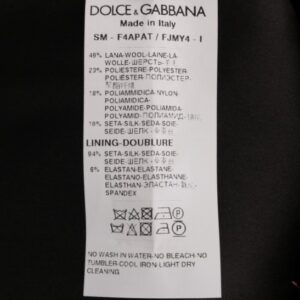 DOLCE & GABBANA
Made in Italy
SM - F4APAT / FJMY4 - I
49% LANA-WOOL-LAINE-LA
WOLLE-ШЕРСТЬ-羊毛
23% POLIESTERE-POLYESTER
POLIESTER-ПОЛИЭСТЕР-
18% POLIAMMIDICA-NYLON
POLIAMIDICA-
POLYAMIDE-POLIAMIDA
POLYAMID-ПОЛИАМИД-
10% SETA-SILK-SEDA-SOIE-
SEIDE-ШЕЛК-
LINING-DOUBLURE
94% SETA-SILK-SEDA-SOIE-
SEIDE-ШЕЛК-
6% ELASTAN-ELASTANE-
ELASTANO-ELASTHANNE-
ELASTHAN-ЭЛАСТАН-
SPANDEX
P
NO WASH IN WATER-NO BLEACH-NO
TUMBLER-COOL IRON-LIGHT DRY
CLEANING